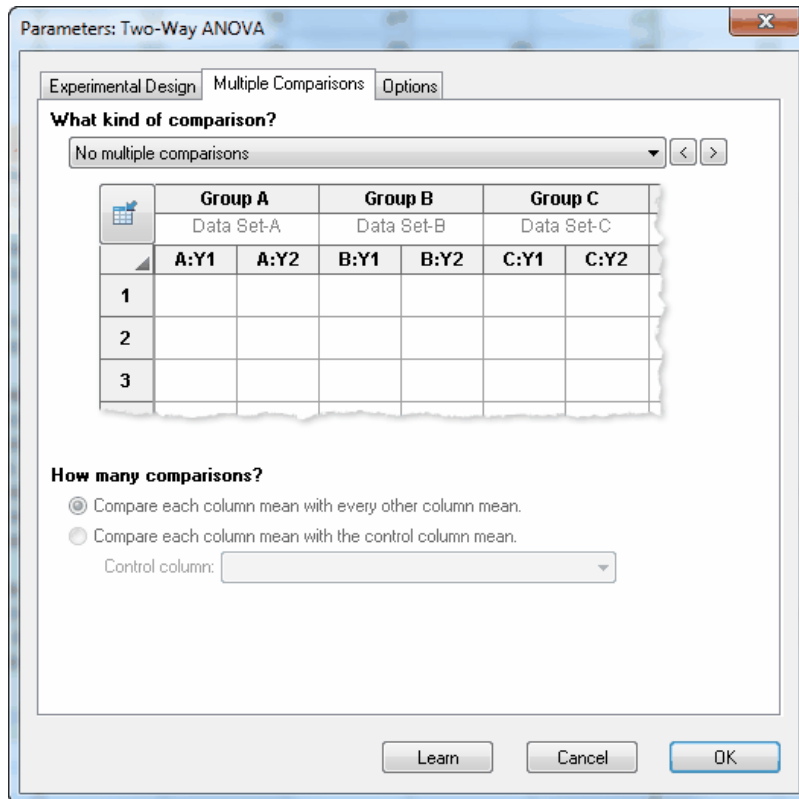 Parameters: Two-Way ANOVA
Experimental Design Multiple Comparisons Options
What kind of comparison?
No multiple comparisons < >
Group A Group B Group C
Data Set-A Data Set-B Data Set-C
A:Y1 A:Y2 B:Y1 B:Y2 C:Y1 C:Y2
1
2
3
How many comparisons?
Compare each column mean with every other column mean.
Compare each column mean with the control column mean.
Control column:
Learn Cancel OK